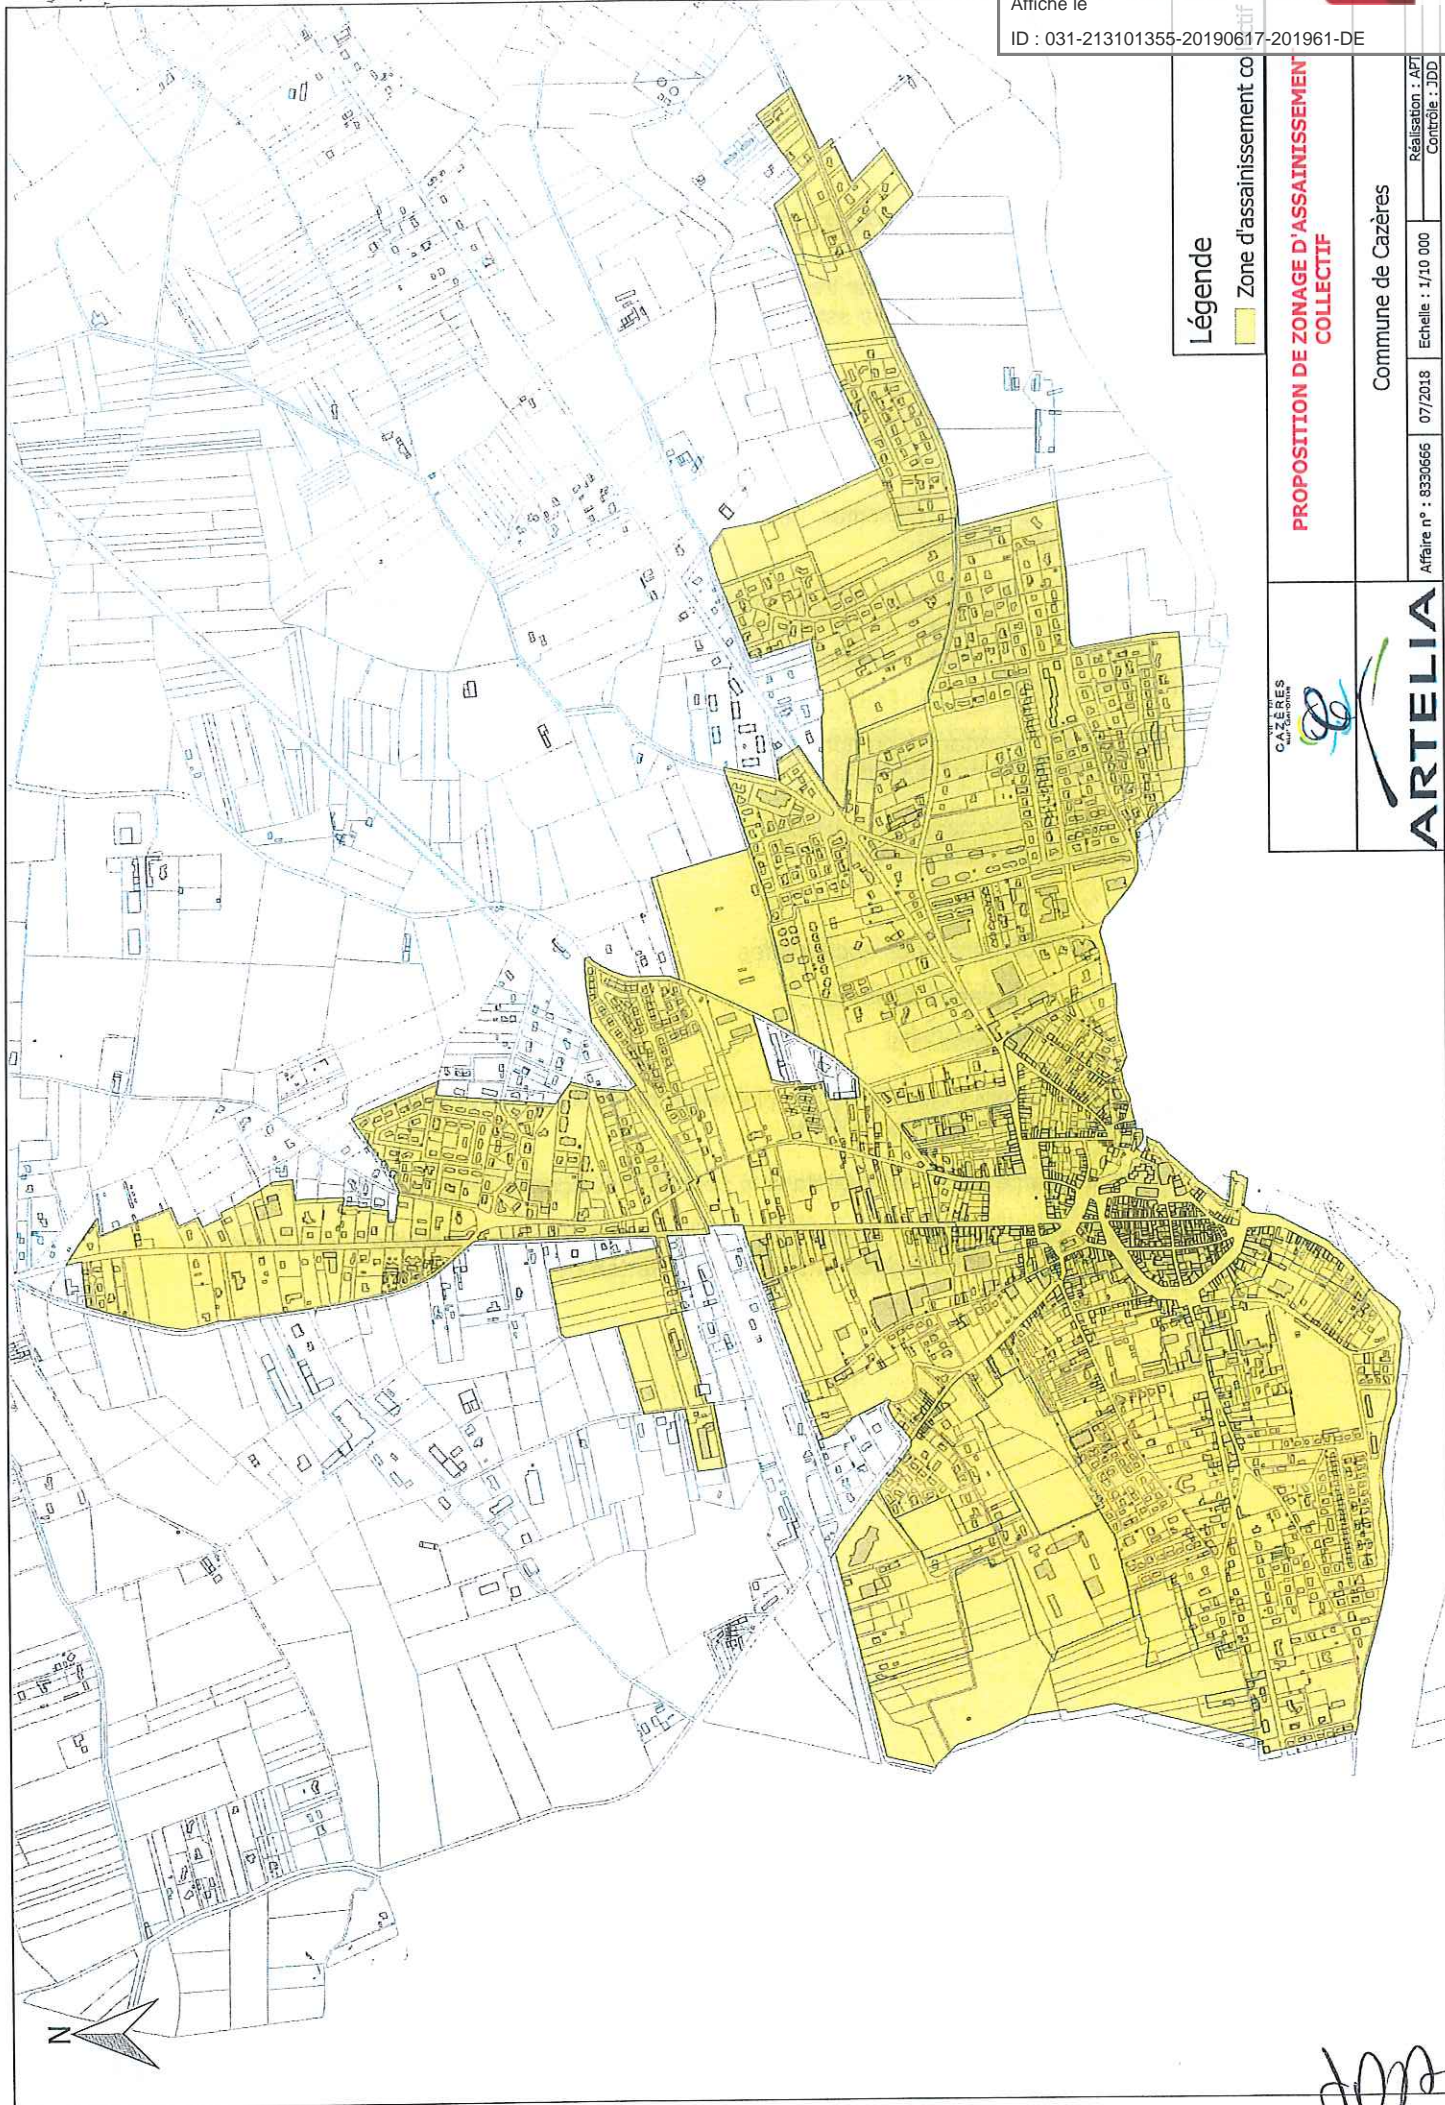 Affiché le
ID : 031-213101355-20190617-201961-DE
Légende
Zone d'assainissement collectif
PROPOSITION DE ZONAGE D'ASSAINISSEMENT
COLLECTIF
Commune de Cazères
CAZÈRES
ARTELIA
Affaire n° : 8330666
07/2018
Echelle : 1/10 000
Réalisation : APT
Contrôle : JDD
N